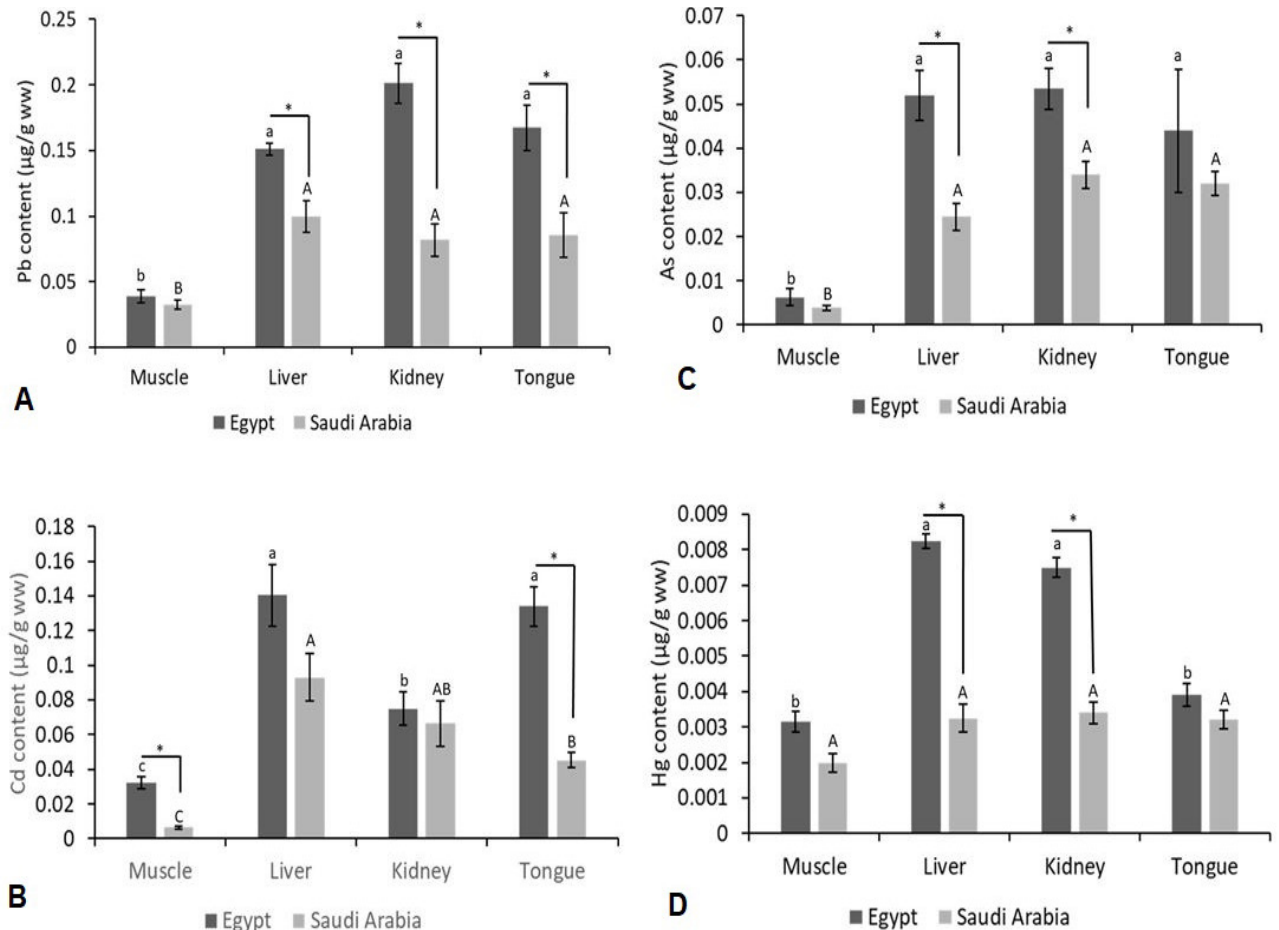 Pb content (µg/g ww)
0.25
0.2
0.15
0.1
0.05
0
b
B
*
a
A
*
a
A
*
a
A
Muscle Liver Kidney Tongue
A
Egypt Saudi Arabia
As content (µg/g ww)
0.07
0.06
0.05
0.04
0.03
0.02
0.01
0
b
B
*
a
A
*
a
A
a
A
Muscle Liver Kidney Tongue
C
Egypt Saudi Arabia
Cd content (µg/g ww)
0.18
0.16
0.14
0.12
0.1
0.08
0.06
0.04
0.02
0
*
c
C
a
A
b
AB
*
a
B
Muscle Liver Kidney Tongue
B
Egypt Saudi Arabia
Hg content (µg/g ww)
0.009
0.008
0.007
0.006
0.005
0.004
0.003
0.002
0.001
0
b
A
*
a
A
*
a
A
b
A
Muscle Liver Kidney Tongue
D
Egypt Saudi Arabia